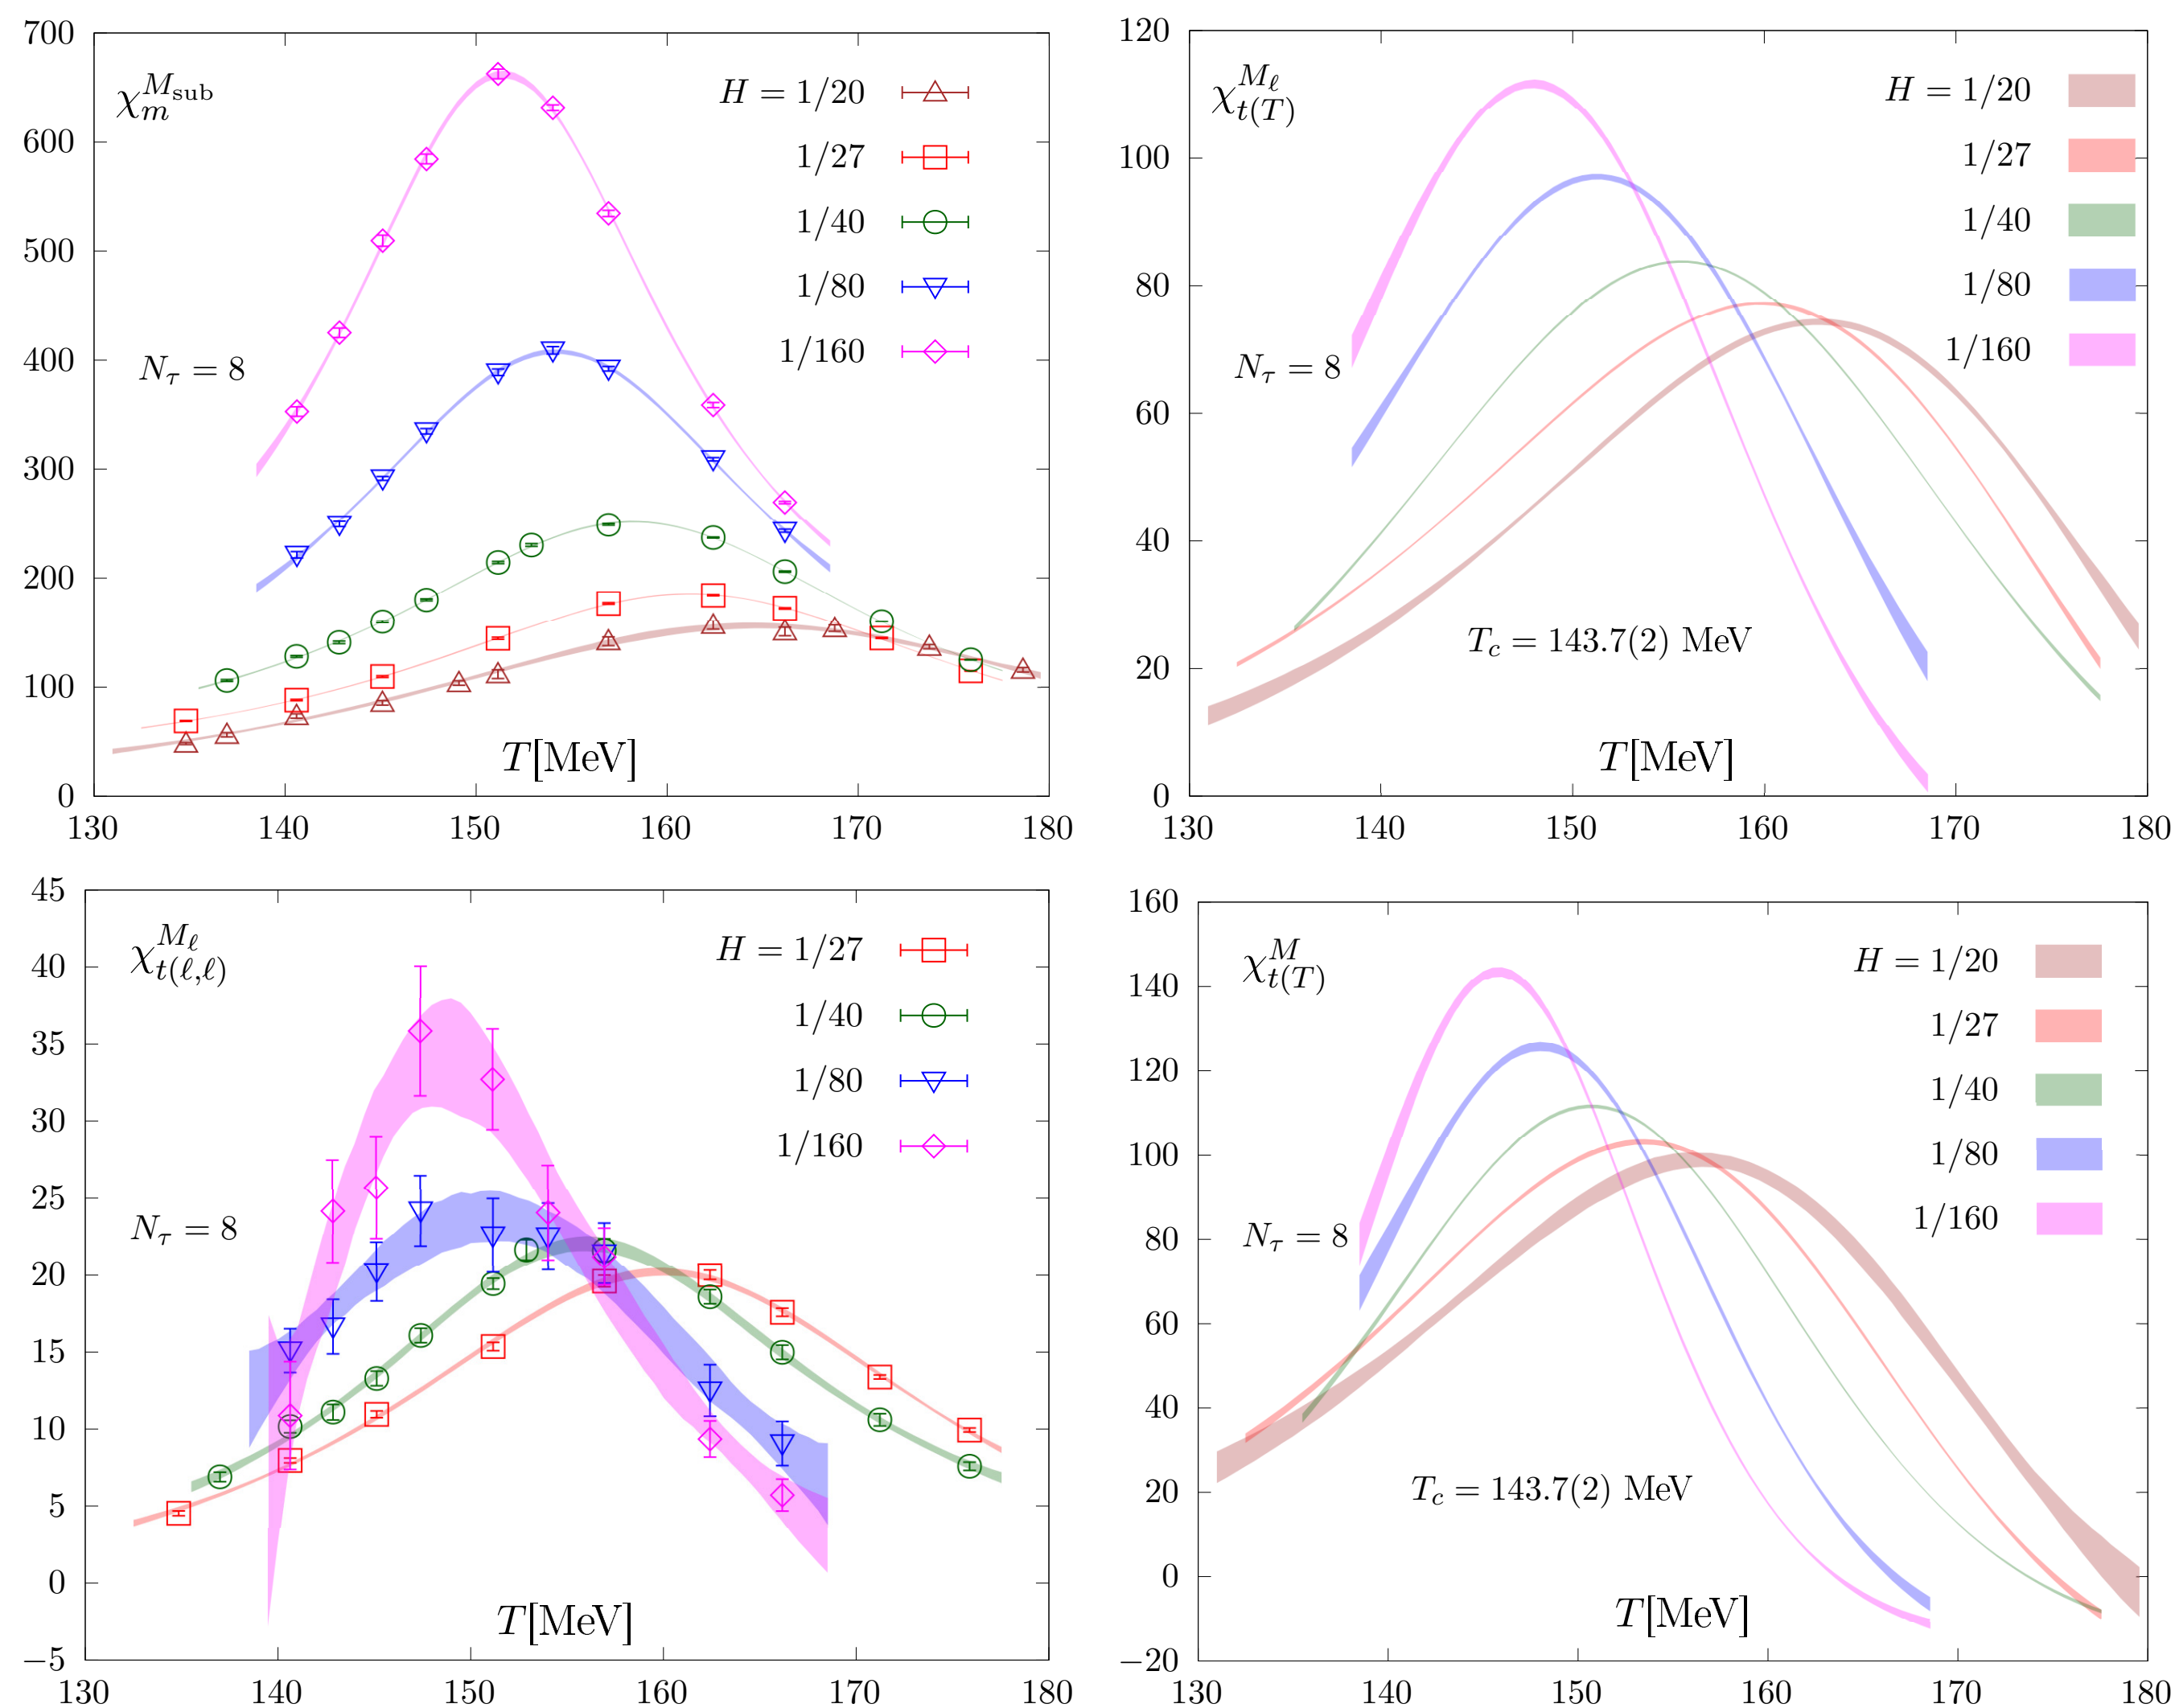 700
600
500
400
300
200
100
0
130 140 150 160 170 180
χ_m^{M_sub}
N_τ = 8
H = 1/20
1/27
1/40
1/80
1/160
T[MeV]
120
100
80
60
40
20
0
130 140 150 160 170 180
χ_{t(T)}^{M_ℓ}
N_τ = 8
H = 1/20
1/27
1/40
1/80
1/160
T_c = 143.7(2) MeV
T[MeV]
45
40
35
30
25
20
15
10
5
0
−5
130 140 150 160 170 180
χ_{t(ℓ,ℓ)}^{M_ℓ}
N_τ = 8
H = 1/27
1/40
1/80
1/160
T[MeV]
160
140
120
100
80
60
40
20
0
−20
130 140 150 160 170 180
χ_{t(T)}^{M}
N_τ = 8
H = 1/20
1/27
1/40
1/80
1/160
T_c = 143.7(2) MeV
T[MeV]